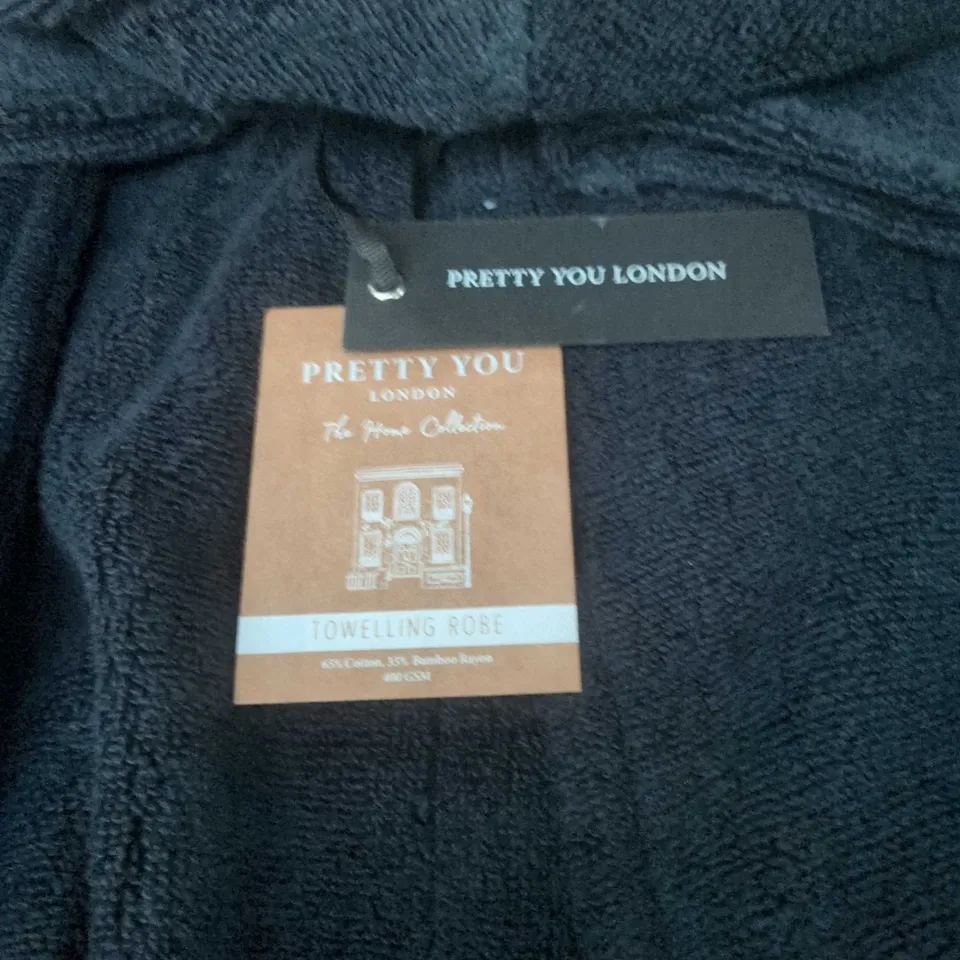 PRETTY YOU LONDON
PRETTY YOU
LONDON
The Home Collection
TOWELLING ROBE
65% Cotton, 35% Bamboo Rayon
400 GSM